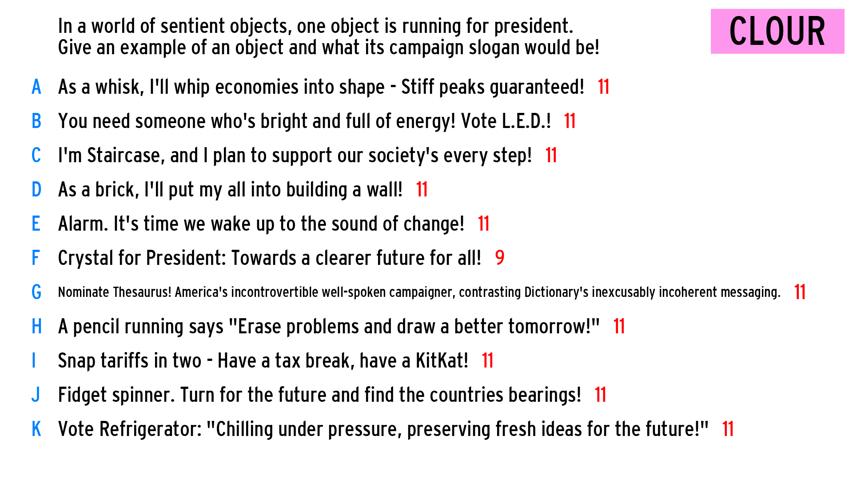 In a world of sentient objects, one object is running for president.
Give an example of an object and what its campaign slogan would be!
CLOUR
A As a whisk, I'll whip economies into shape - Stiff peaks guaranteed! 11
B You need someone who's bright and full of energy! Vote L.E.D.! 11
C I'm Staircase, and I plan to support our society's every step! 11
D As a brick, I'll put my all into building a wall! 11
E Alarm. It's time we wake up to the sound of change! 11
F Crystal for President: Towards a clearer future for all! 9
G Nominate Thesaurus! America's incontrovertible well-spoken campaigner, contrasting Dictionary's inexcusably incoherent messaging. 11
H A pencil running says "Erase problems and draw a better tomorrow!" 11
I Snap tariffs in two - Have a tax break, have a KitKat! 11
J Fidget spinner. Turn for the future and find the countries bearings! 11
K Vote Refrigerator: "Chilling under pressure, preserving fresh ideas for the future!" 11